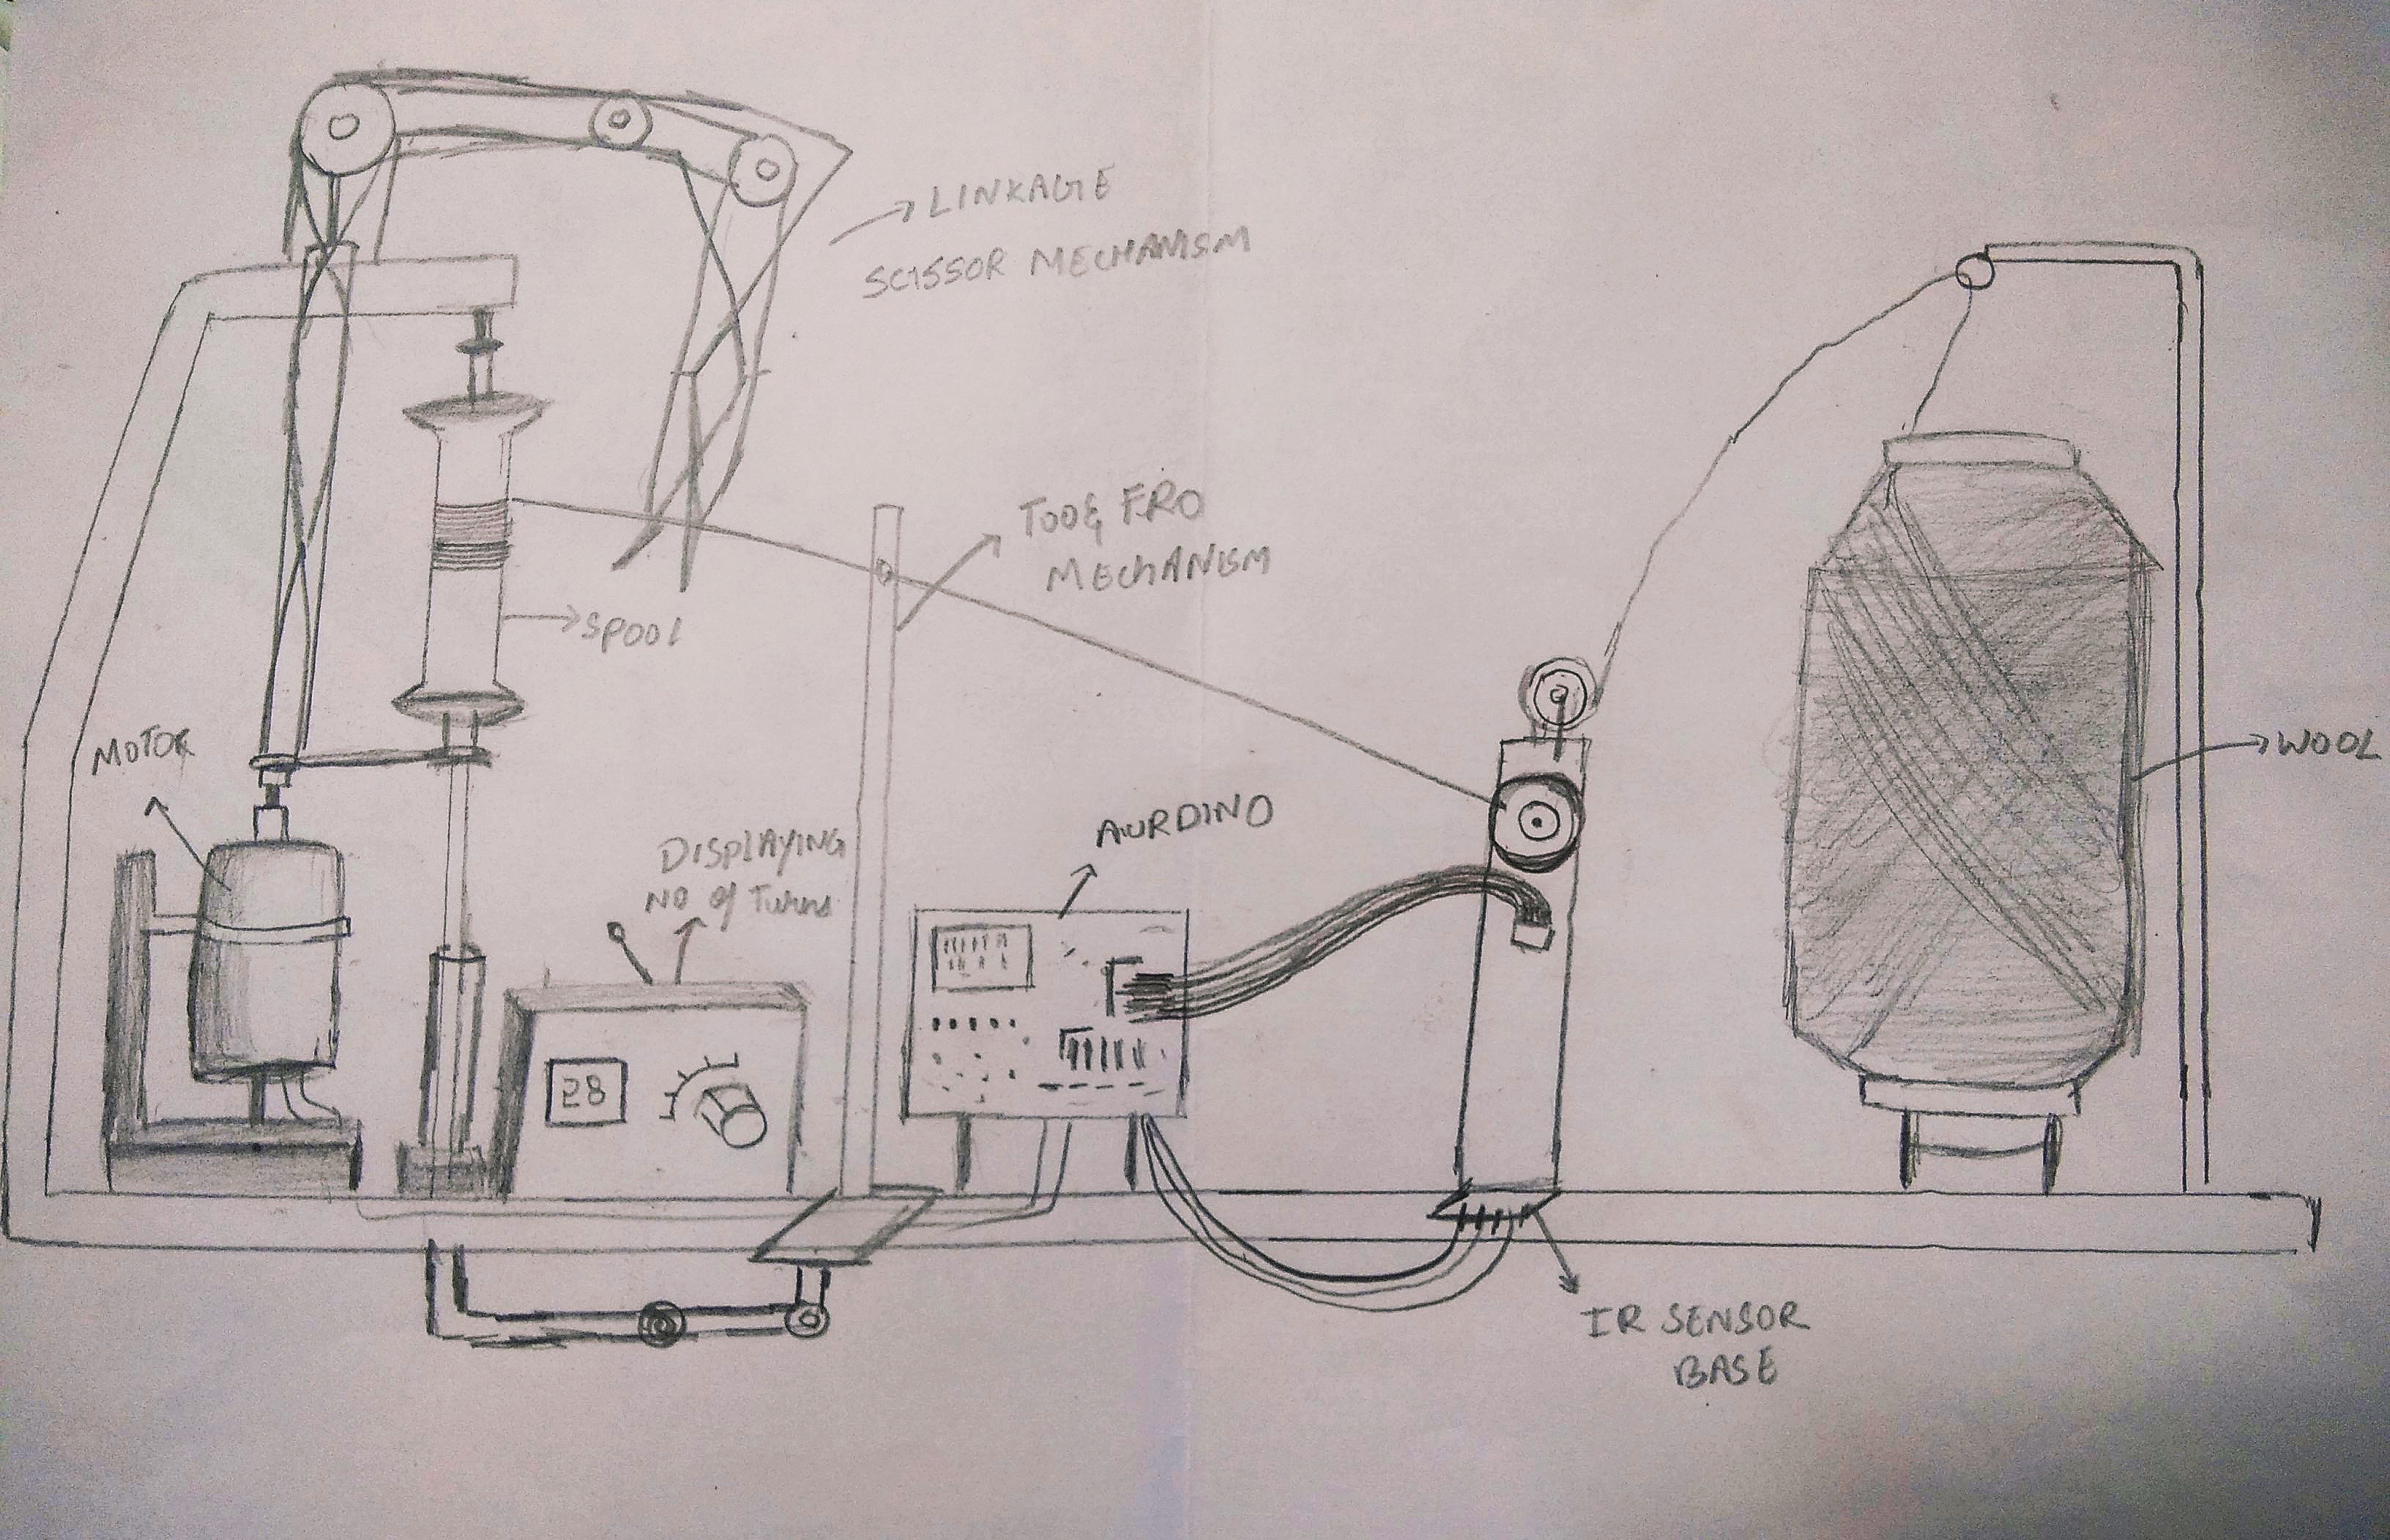 LINKAGE
SCISSOR MECHANISM
TOO & FRO
MECHANISM
SPOOL
MOTOR
WOOL
AURDINO
DISPLAYING
NO of Turns
28
IR SENSOR
BASE